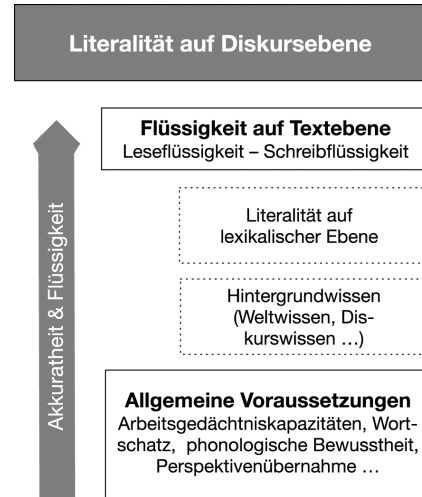 Literalität auf Diskursebene
Flüssigkeit auf Textebene
Leseflüssigkeit – Schreibflüssigkeit
Literalität auf
lexikalischer Ebene
Hintergrundwissen
(Weltwissen, Dis-
kurswissen ...)
Allgemeine Voraussetzungen
Arbeitsgedächtniskapazitäten, Wort-
schatz, phonologische Bewusstheit,
Perspektivenübernahme ...
Akkuratheit & Flüssigkeit